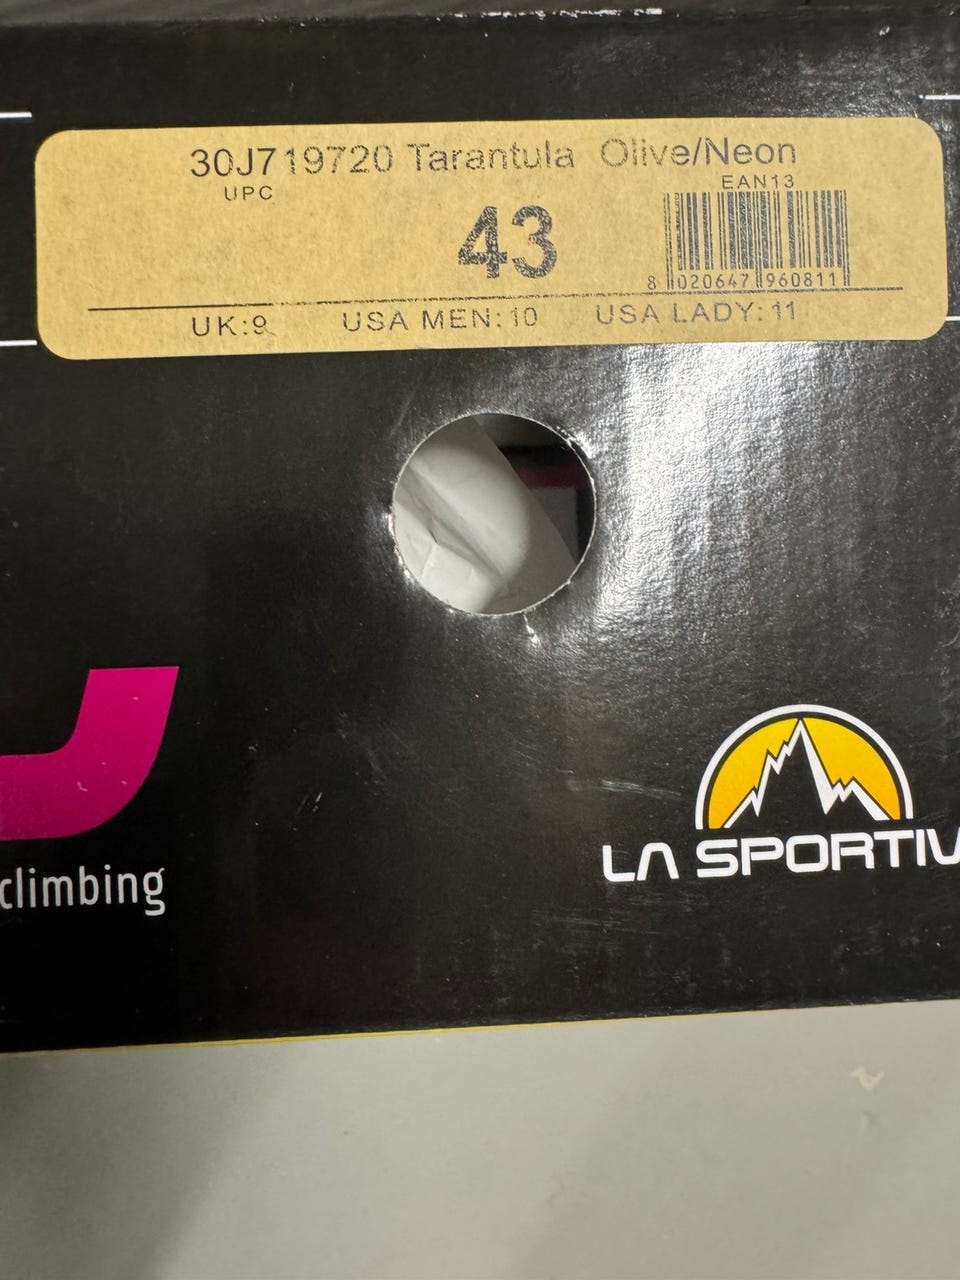 30J719720 Tarantula Olive/Neon
UPC
EAN13
43
8 020647 960811
UK:9
USA MEN:10
USA LADY:11
climbing
LA SPORTIV